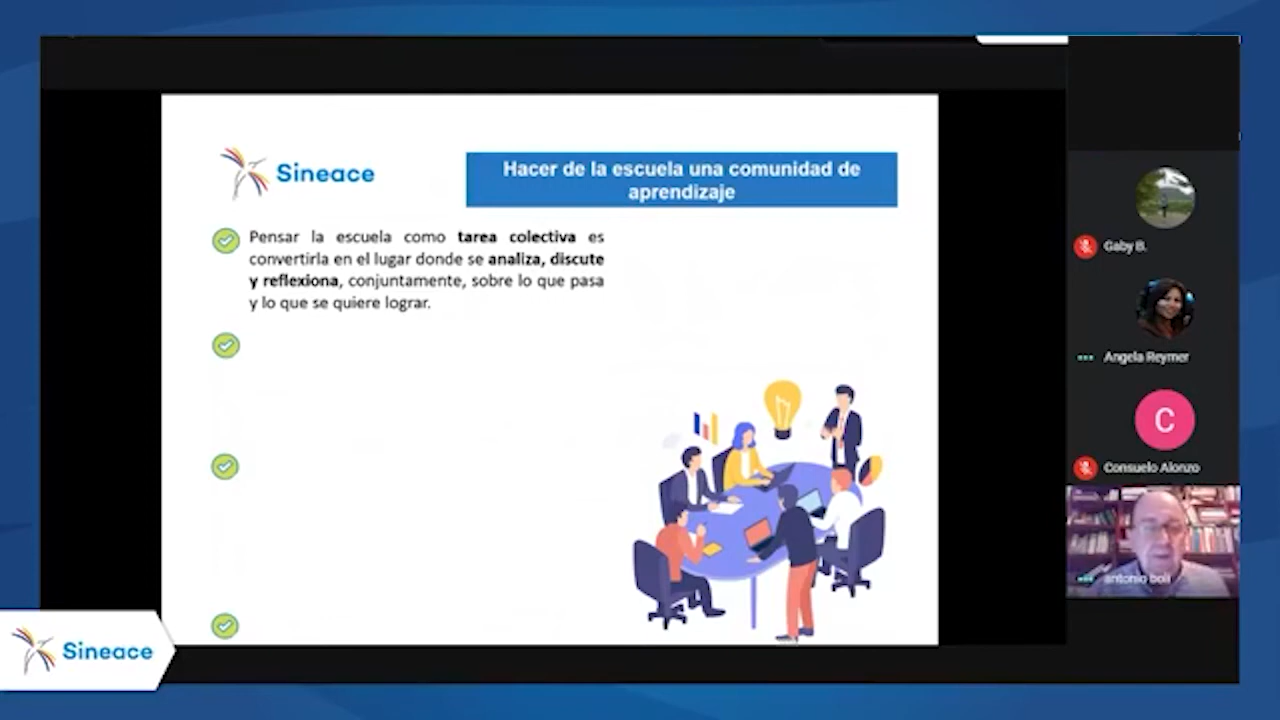 Sineace
Hacer de la escuela una comunidad de
aprendizaje
Pensar la escuela como tarea colectiva es
convertirla en el lugar donde se analiza, discute
y reflexiona, conjuntamente, sobre lo que pasa
y lo que se quiere lograr.
Gaby B.
Angela Reymer
C
Consuelo Alonzo
antonio boli
Sineace